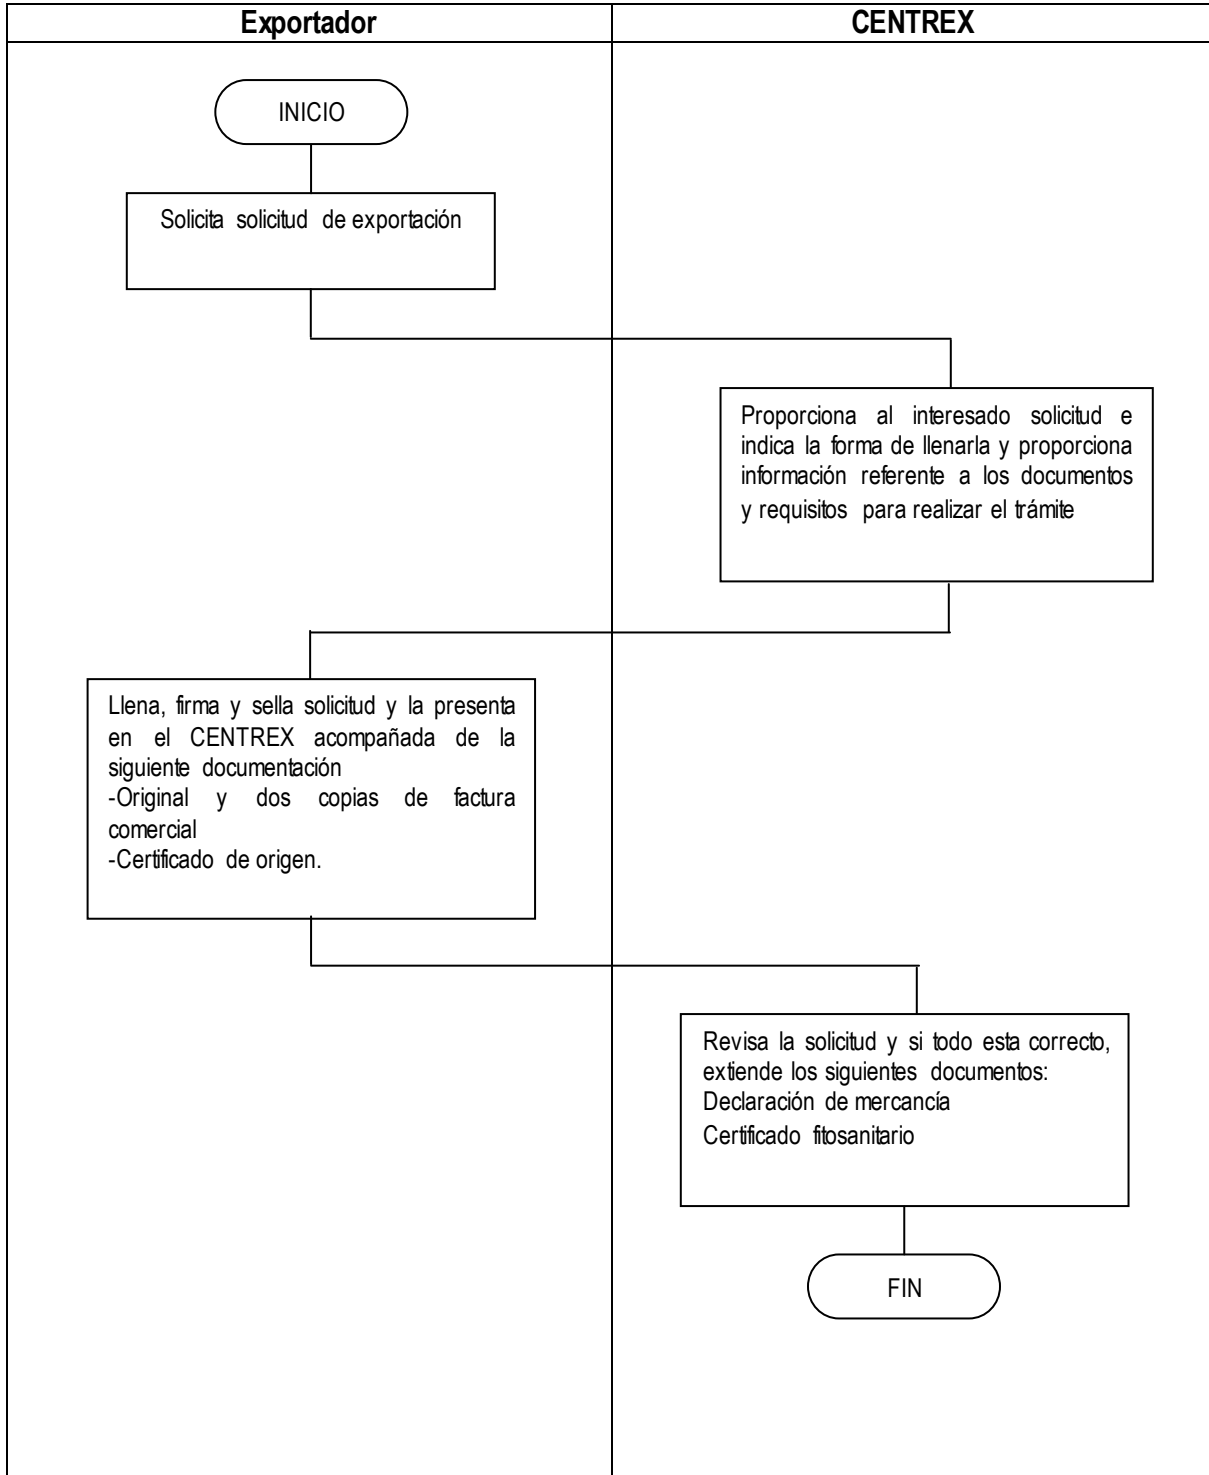 Exportador
CENTREX
INICIO
Solicita solicitud de exportación
Proporciona al interesado solicitud e
indica la forma de llenarla y proporciona
información referente a los documentos
y requisitos para realizar el trámite
Llena, firma y sella solicitud y la presenta
en el CENTREX acompañada de la
siguiente documentación
-Original y dos copias de factura
comercial
-Certificado de origen.
Revisa la solicitud y si todo esta correcto,
extiende los siguientes documentos:
Declaración de mercancía
Certificado fitosanitario
FIN